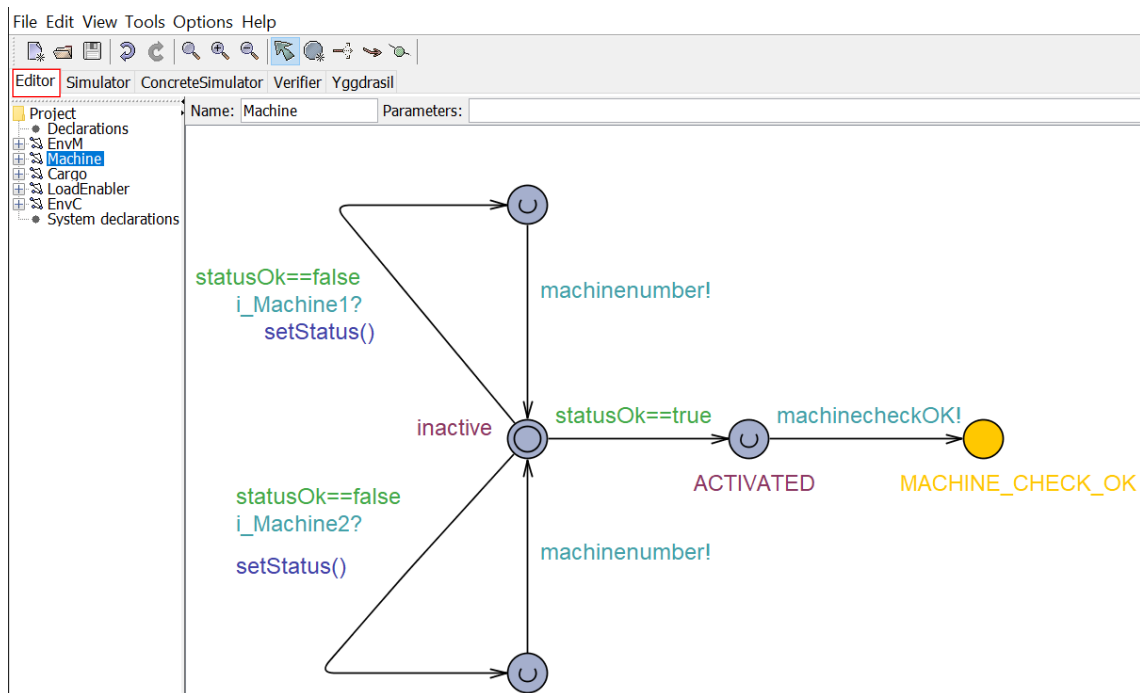 File Edit View Tools Options Help
Editor Simulator ConcreteSimulator Verifier Yggdrasil
Project
Declarations
EnvM
Machine
Cargo
LoadEnabler
EnvC
System declarations
Name: Machine Parameters:
statusOk==false
i_Machine1?
setStatus()
machinenumber!
inactive
statusOk==true
machinecheckOK!
ACTIVATED
MACHINE_CHECK_OK
statusOk==false
i_Machine2?
setStatus()
machinenumber!